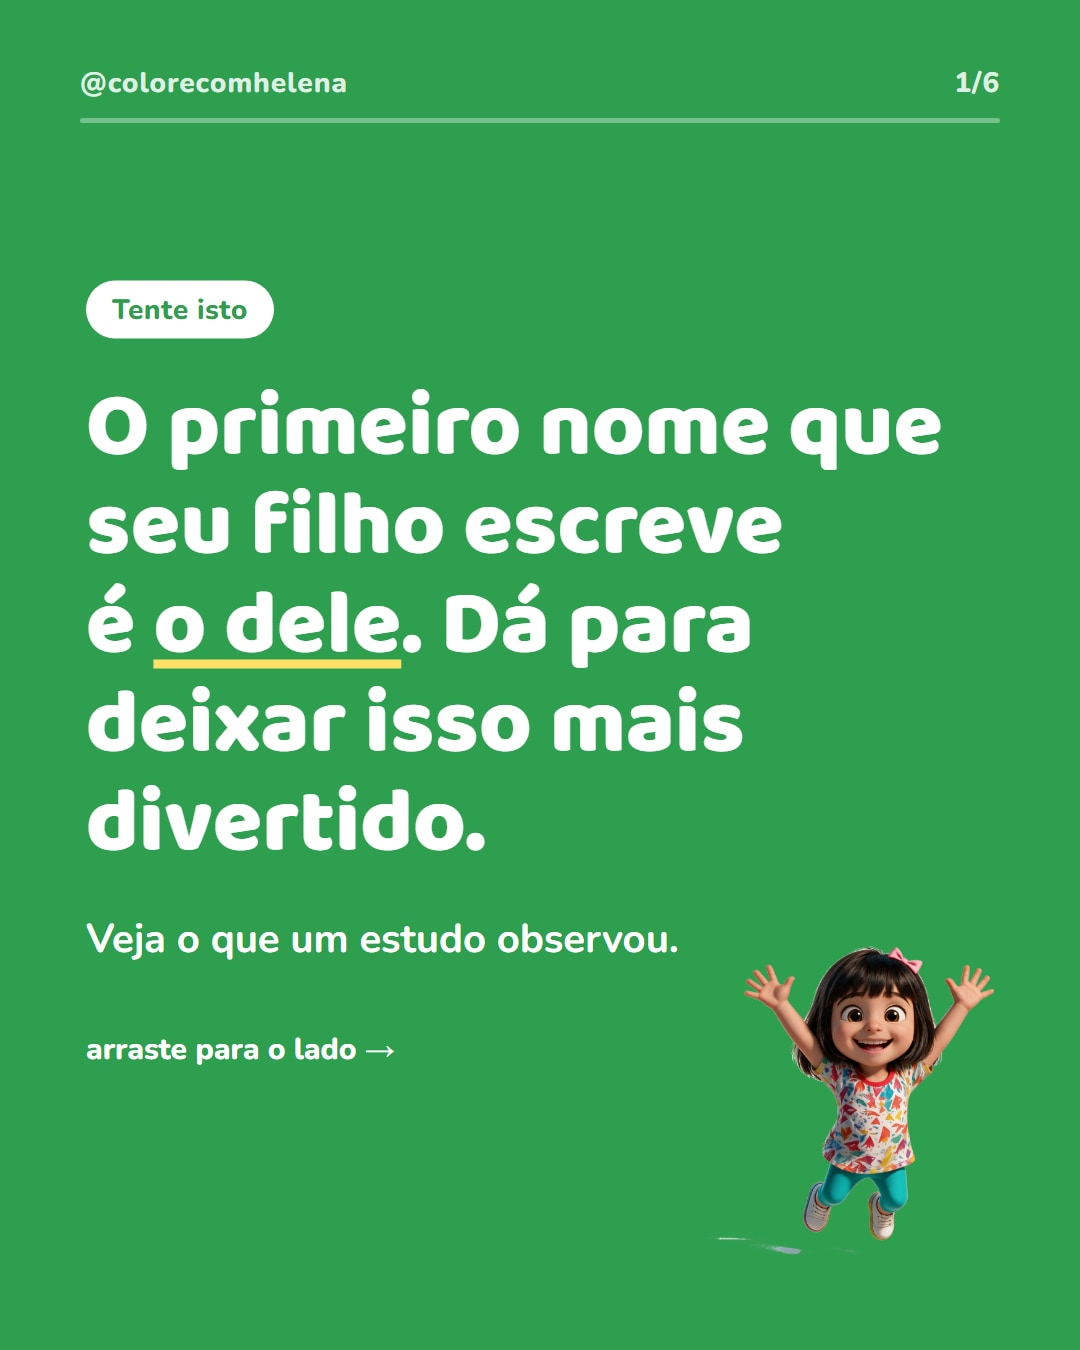 @colorecomhelena
1/6
Tente isto
O primeiro nome que
seu filho escreve
é o dele. Dá para
deixar isso mais
divertido.
Veja o que um estudo observou.
arraste para o lado →